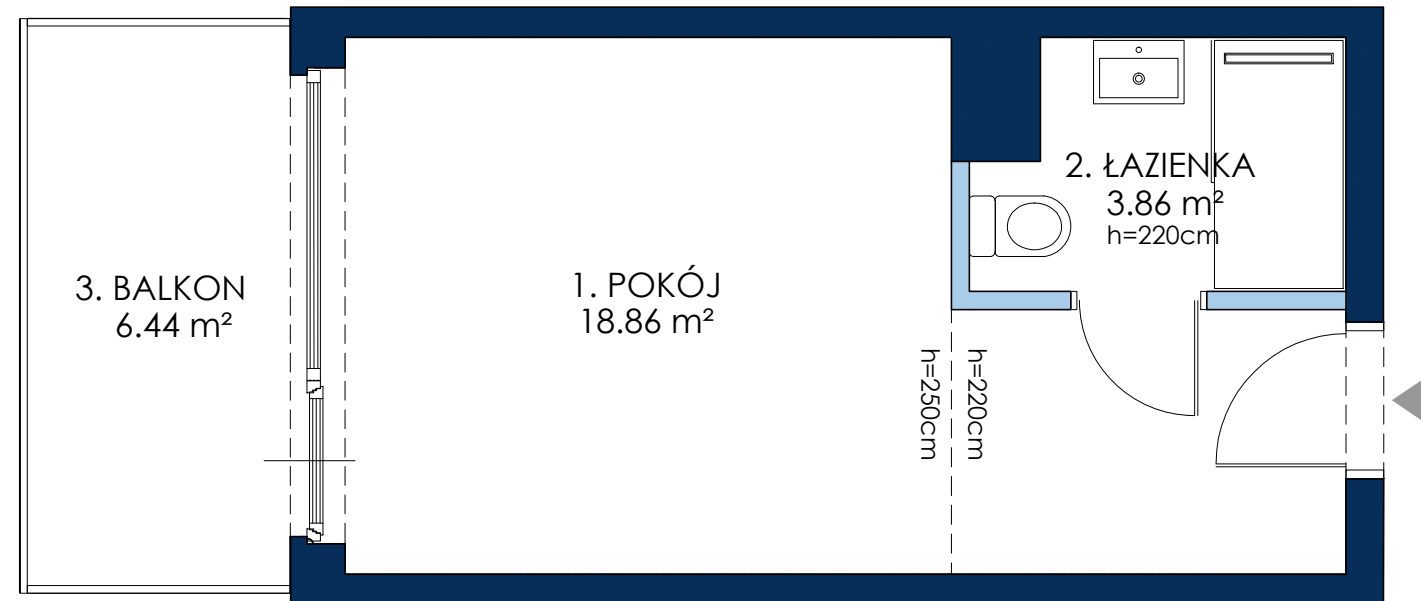 3. BALKON
6.44 m²
1. POKÓJ
18.86 m²
h=250cm
h=220cm
2. ŁAZIENKA
3.86 m²
h=220cm